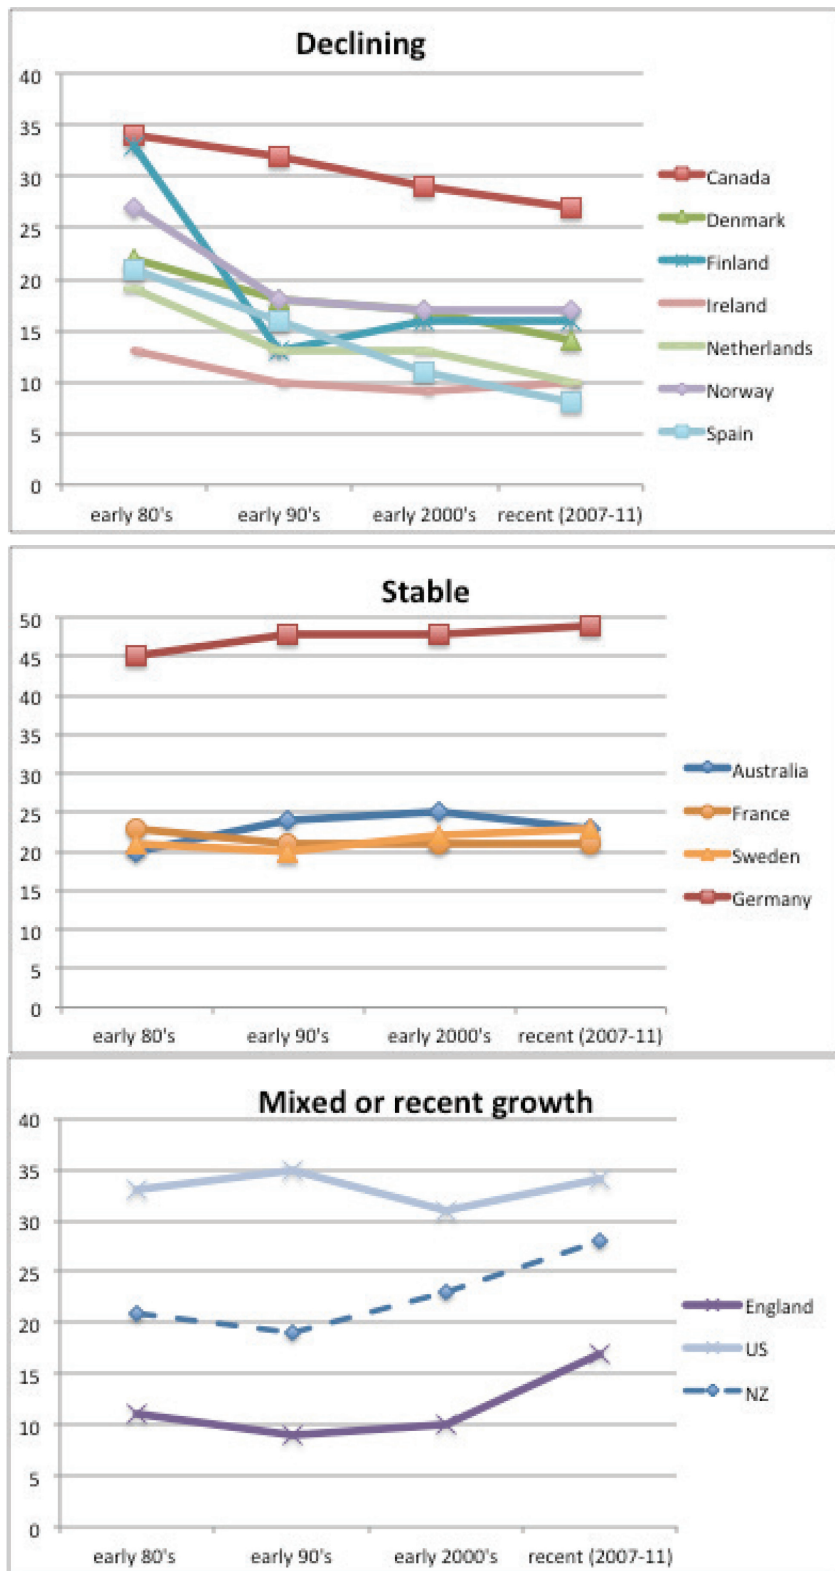 Declining
40
35
30
25
20
15
10
5
0
early 80's early 90's early 2000's recent (2007-11)
Canada
Denmark
Finland
Ireland
Netherlands
Norway
Spain
Stable
50
45
40
35
30
25
20
15
10
5
0
early 80's early 90's early 2000's recent (2007-11)
Australia
France
Sweden
Germany
Mixed or recent growth
40
35
30
25
20
15
10
5
0
early 80's early 90's early 2000's recent (2007-11)
England
US
NZ